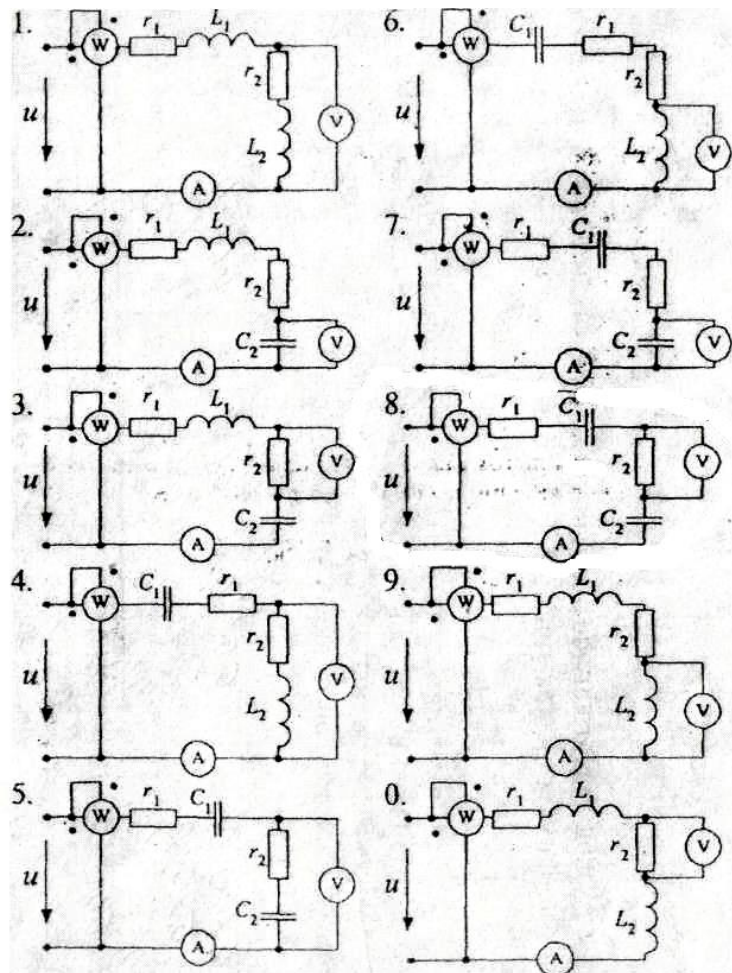 1.
W
r₁
L₁
r₂
u
V
L₂
A
2.
W
r₁
L₁
r₂
u
C₂
V
A
3.
W
r₁
L₁
r₂
V
u
C₂
A
4.
W
C₁
r₁
r₂
u
V
L₂
A
5.
W
r₁
C₁
r₂
u
V
C₂
A
6.
W
C₁
r₁
r₂
u
L₂
V
A
7.
W
r₁
C₁
r₂
u
C₂
V
A
8.
W
r₁
C₁
r₂
V
u
C₂
A
9.
W
r₁
L₁
r₂
u
L₂
V
A
0.
W
r₁
L₁
r₂
V
u
L₂
A